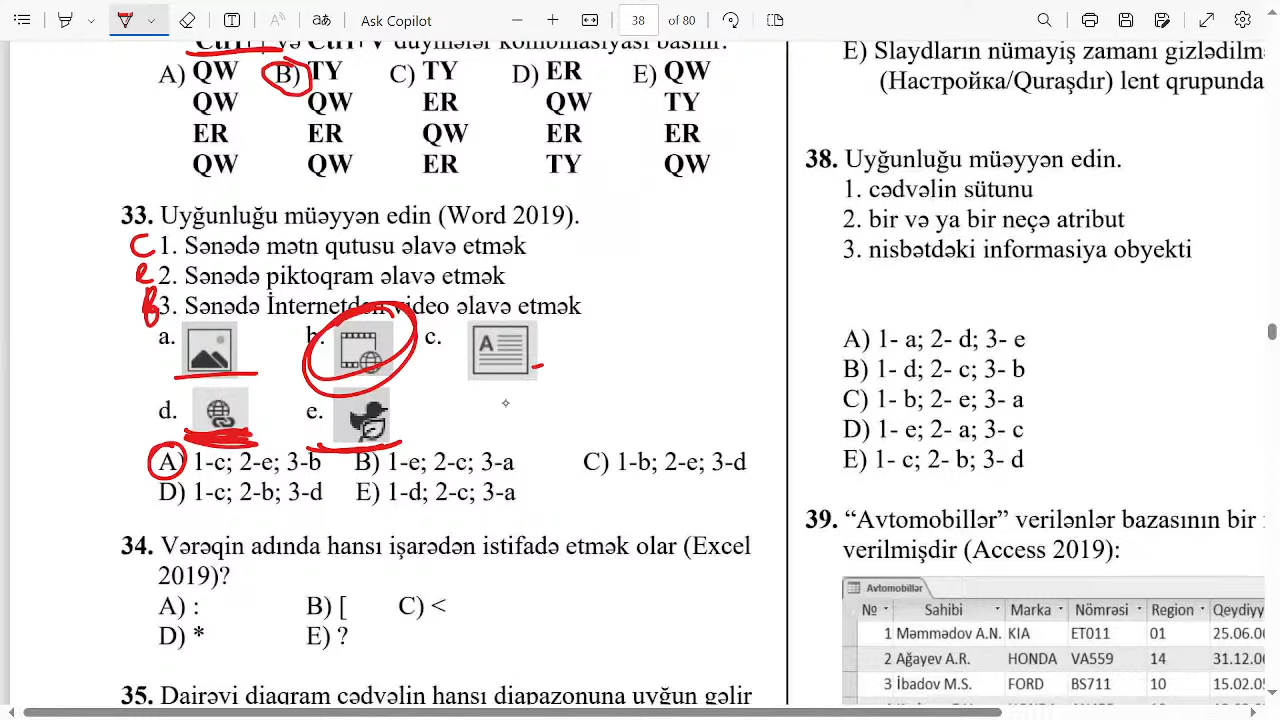 Ask Copilot
38 of 80
Ctrl+ və Ctrl+V düymələr kombinasiyası basılır?
A) QW B) TY C) TY D) ER E) QW
QW QW ER QW TY
ER ER QW ER ER
QW QW ER TY QW
33. Uyğunluğu müəyyən edin (Word 2019).
C 1. Sənədə mətn qutusu əlavə etmək
e 2. Sənədə piktoqram əlavə etmək
b 3. Sənədə İnternetdən video əlavə etmək
a. b. c.
d. e.
A) 1-c; 2-e; 3-b B) 1-e; 2-c; 3-a C) 1-b; 2-e; 3-d
D) 1-c; 2-b; 3-d E) 1-d; 2-c; 3-a
34. Vərəqin adında hansı işarədən istifadə etmək olar (Excel
2019)?
A) : B) [ C) <
D) * E) ?
35. Dairəvi diaqram cədvəlin hansı diapazonuna uyğun gəlir
E) Slaydların nümayiş zamanı gizlədilm
(Настройка/Quraşdır) lent qrupunda
38. Uyğunluğu müəyyən edin.
1. cədvəlin sütunu
2. bir və ya bir neçə atribut
3. nisbətdəki informasiya obyekti
A) 1- a; 2- d; 3- e
B) 1- d; 2- c; 3- b
C) 1- b; 2- e; 3- a
D) 1- e; 2- a; 3- c
E) 1- c; 2- b; 3- d
39. “Avtomobillər” verilənlər bazasının bir
verilmişdir (Access 2019):
Avtomobillər
№ Sahibi Marka Nömrəsi Region Qeydiyy
1 Məmmədov A.N. KIA ET011 01 25.06.0
2 Ağayev A.R. HONDA VA559 14 31.12.0
3 İbadov M.S. FORD BS711 10 15.02.0